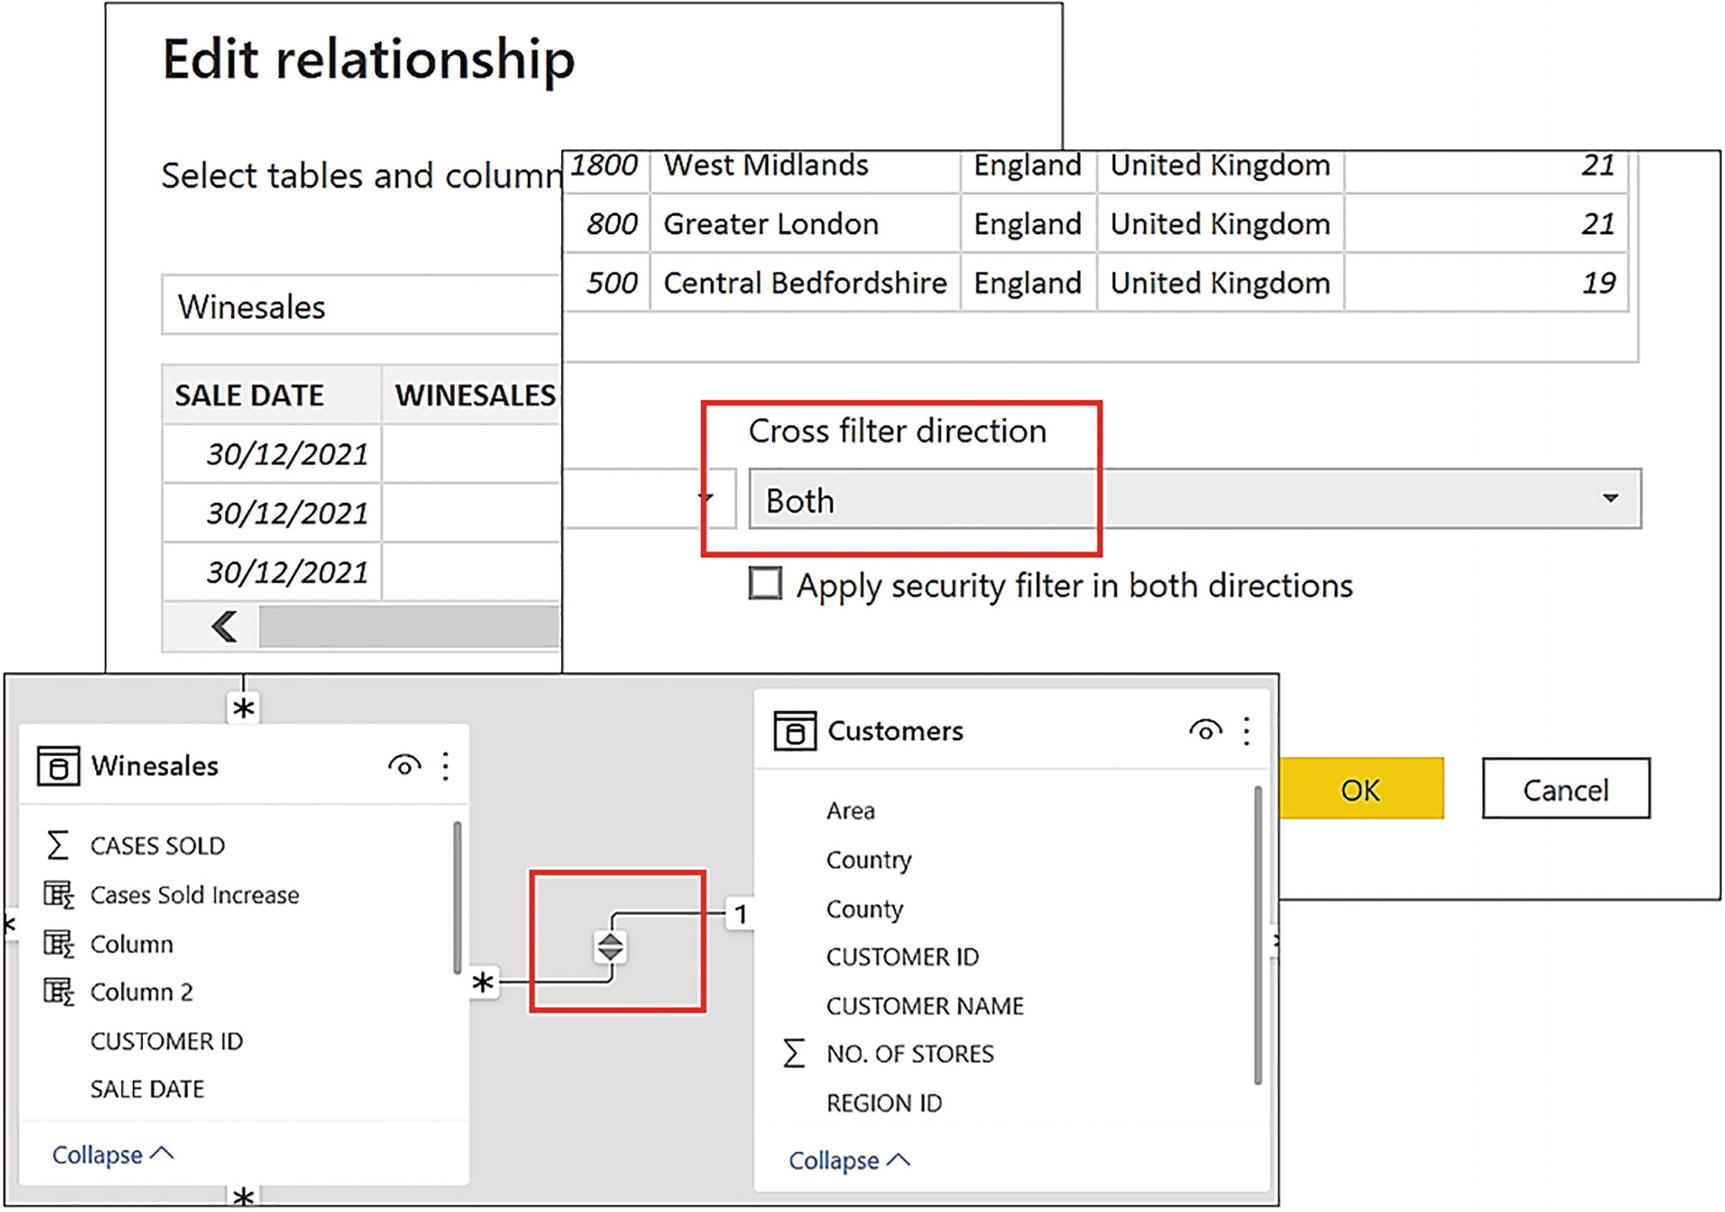 Edit relationship
Select tables and column
Winesales
SALE DATE WINESALES
30/12/2021
30/12/2021
30/12/2021
1800 West Midlands England United Kingdom 21
800 Greater London England United Kingdom 21
500 Central Bedfordshire England United Kingdom 19
Cross filter direction
Both
Apply security filter in both directions
OK Cancel
*
Winesales
CASES SOLD
Cases Sold Increase
Column
Column 2
CUSTOMER ID
SALE DATE
Collapse
*
*
1
Customers
Area
Country
County
CUSTOMER ID
CUSTOMER NAME
NO. OF STORES
REGION ID
Collapse